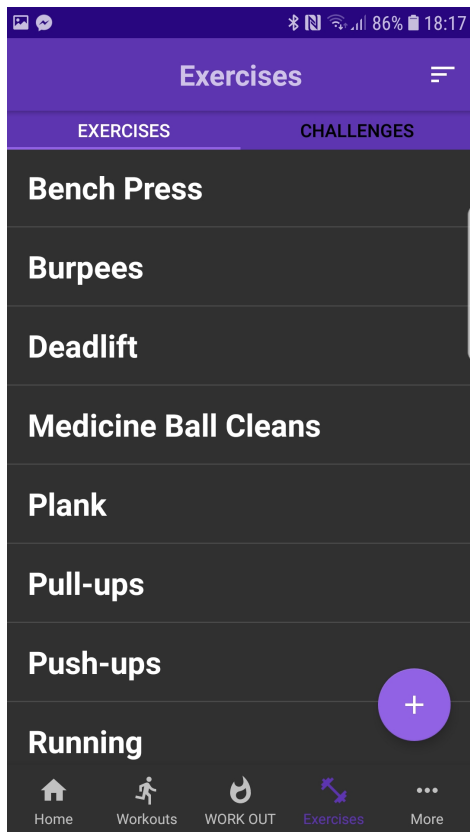 86% 18:17
Exercises
EXERCISES CHALLENGES
Bench Press
Burpees
Deadlift
Medicine Ball Cleans
Plank
Pull-ups
Push-ups
+
Running
Home Workouts WORK OUT Exercises More